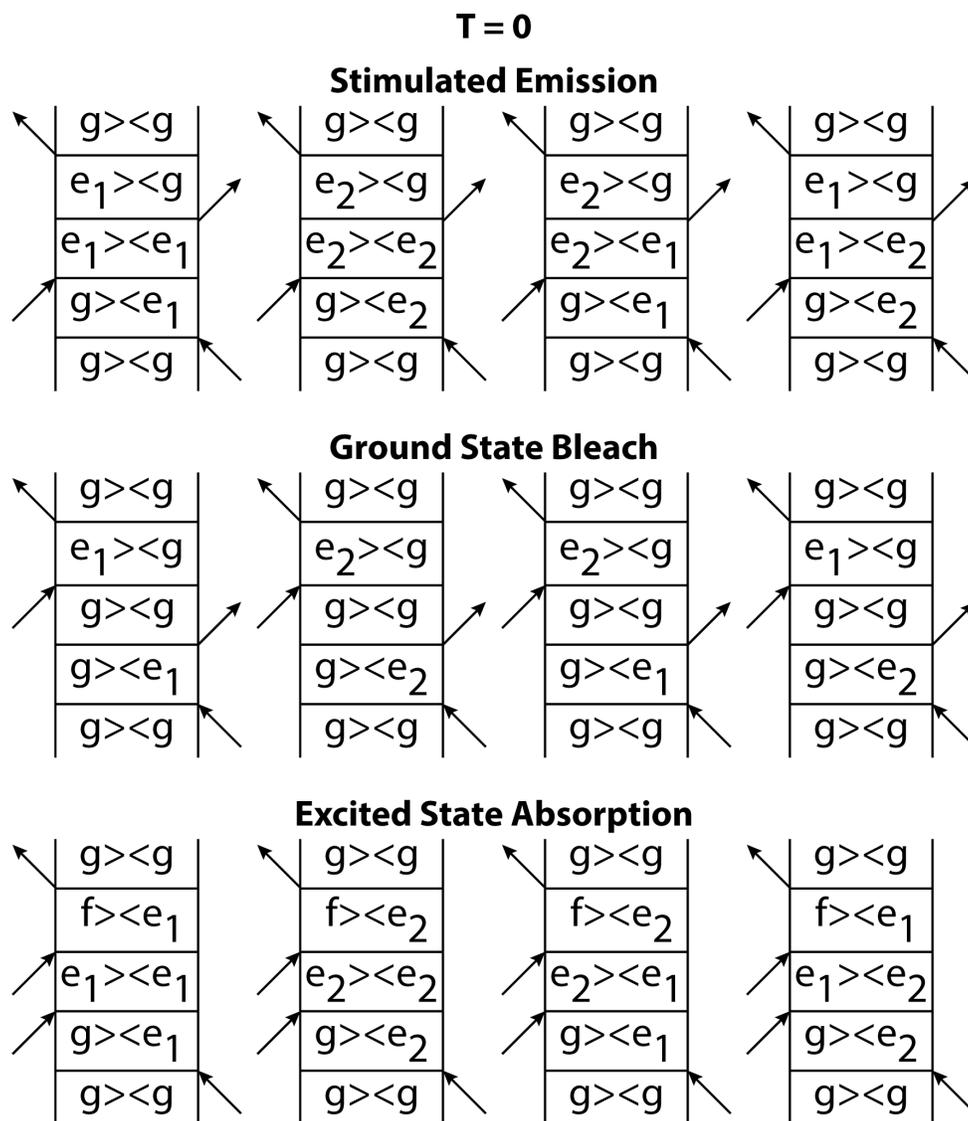 T = 0
Stimulated Emission
g><g g><g g><g g><g
e1><g e2><g e2><g e1><g
e1><e1 e2><e2 e2><e1 e1><e2
g><e1 g><e2 g><e1 g><e2
g><g g><g g><g g><g
Ground State Bleach
g><g g><g g><g g><g
e1><g e2><g e2><g e1><g
g><g g><g g><g g><g
g><e1 g><e2 g><e1 g><e2
g><g g><g g><g g><g
Excited State Absorption
g><g g><g g><g g><g
f><e1 f><e2 f><e2 f><e1
e1><e1 e2><e2 e2><e1 e1><e2
g><e1 g><e2 g><e1 g><e2
g><g g><g g><g g><g